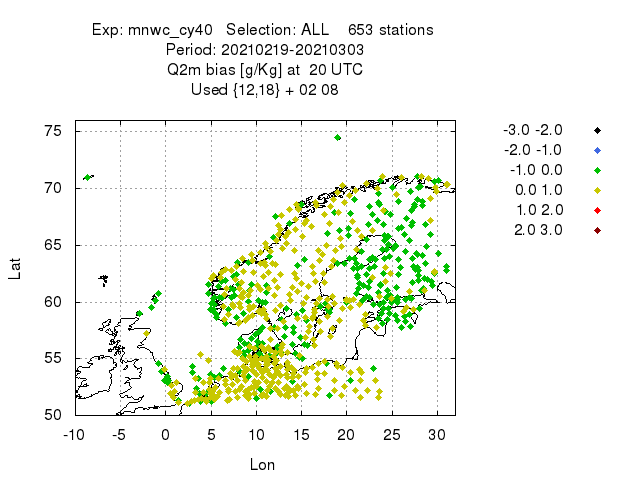 Exp: mnwc_cy40   Selection: ALL    653 stations
Period: 20210219-20210303
Q2m bias [g/Kg] at  20 UTC
Used {12,18} + 02 08
-3.0 -2.0
-2.0 -1.0
-1.0 0.0
0.0 1.0
1.0 2.0
2.0 3.0
75
70
65
60
55
50
Lat
-10 -5 0 5 10 15 20 25 30
Lon